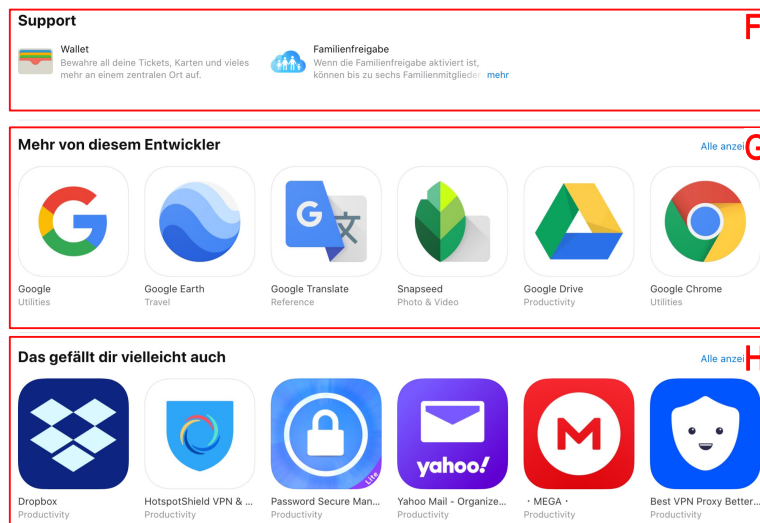 Support
F
Wallet
Bewahre all deine Tickets, Karten und vieles
mehr an einem zentralen Ort auf.
Familienfreigabe
Wenn die Familienfreigabe aktiviert ist,
können bis zu sechs Familienmitglieder mehr
Mehr von diesem Entwickler
Alle anzei
G
G
文
Google
Utilities
Google Earth
Travel
Google Translate
Reference
Snapseed
Photo & Video
Google Drive
Productivity
Google Chrome
Utilities
Das gefällt dir vielleicht auch
Alle anzei
H
Lite
yahoo!
M
Dropbox
Productivity
HotspotShield VPN & ...
Productivity
Password Secure Man...
Productivity
Yahoo Mail - Organize...
Productivity
· MEGA ·
Productivity
Best VPN Proxy Better...
Productivity